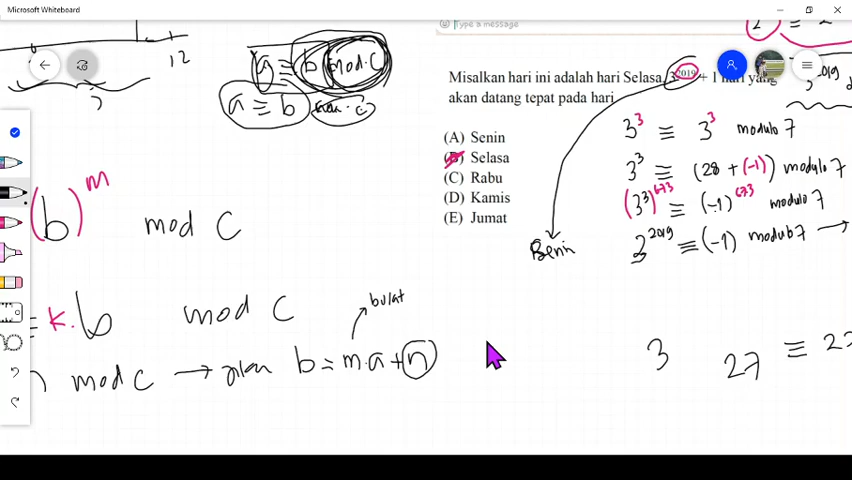 Microsoft Whiteboard
Type a message
12
a ≡ b mod. C
a ≡ b mod. c
(b)^m mod C
≡ k. b mod C
mod C → jika b = m.a + n
bulat
Misalkan hari ini adalah hari Selasa, 3^2019 + 1 hari yang
akan datang tepat pada hari
(A) Senin
(B) Selasa
(C) Rabu
(D) Kamis
(E) Jumat
Senin
3^3 ≡ 3^3 modulo 7
3^3 ≡ (28 + (-1)) modulo 7
(3^3)^673 ≡ (-1)^673 modulo 7
3^2019 ≡ (-1) modulo 7 →
3 27 ≡ 27